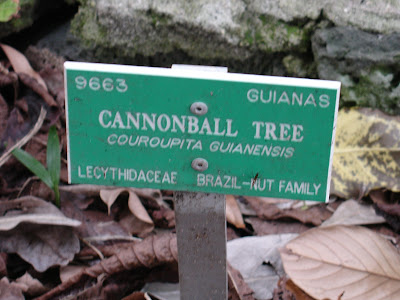 9663 GUIANAS
CANNONBALL TREE
COUROUPITA GUIANENSIS
LECYTHIDACEAE BRAZIL-NUT FAMILY